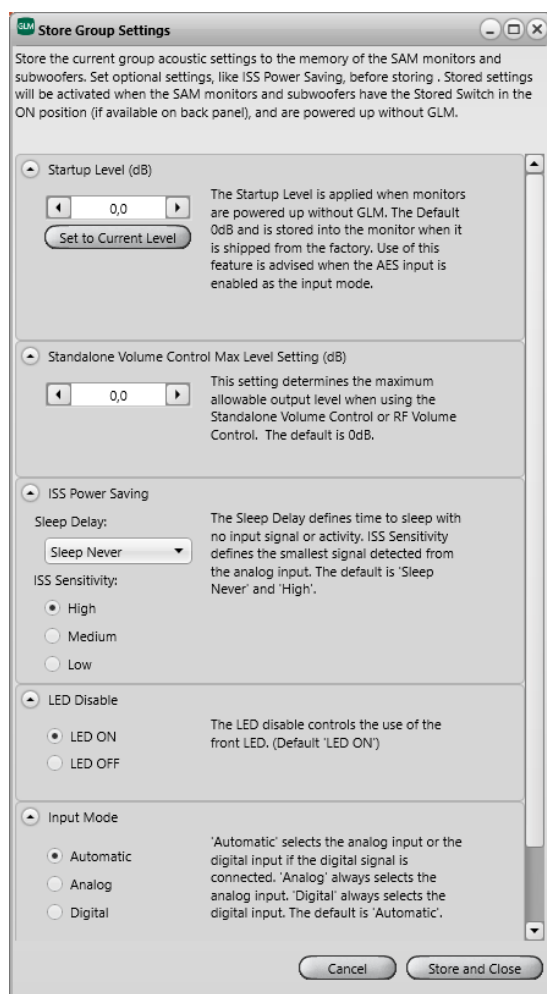 GLM Store Group Settings
Store the current group acoustic settings to the memory of the SAM monitors and
subwoofers. Set optional settings, like ISS Power Saving, before storing . Stored settings
will be activated when the SAM monitors and subwoofers have the Stored Switch in the
ON position (if available on back panel), and are powered up without GLM.
Startup Level (dB)
0,0
Set to Current Level
The Startup Level is applied when monitors
are powered up without GLM. The Default
0dB and is stored into the monitor when it
is shipped from the factory. Use of this
feature is advised when the AES input is
enabled as the input mode.
Standalone Volume Control Max Level Setting (dB)
0,0
This setting determines the maximum
allowable output level when using the
Standalone Volume Control or RF Volume
Control. The default is 0dB.
ISS Power Saving
Sleep Delay:
Sleep Never
ISS Sensitivity:
High
Medium
Low
The Sleep Delay defines time to sleep with
no input signal or activity. ISS Sensitivity
defines the smallest signal detected from
the analog input. The default is 'Sleep
Never' and 'High'.
LED Disable
LED ON
LED OFF
The LED disable controls the use of the
front LED. (Default 'LED ON')
Input Mode
Automatic
Analog
Digital
'Automatic' selects the analog input or the
digital input if the digital signal is
connected. 'Analog' always selects the
analog input. 'Digital' always selects the
digital input. The default is 'Automatic'.
Cancel
Store and Close